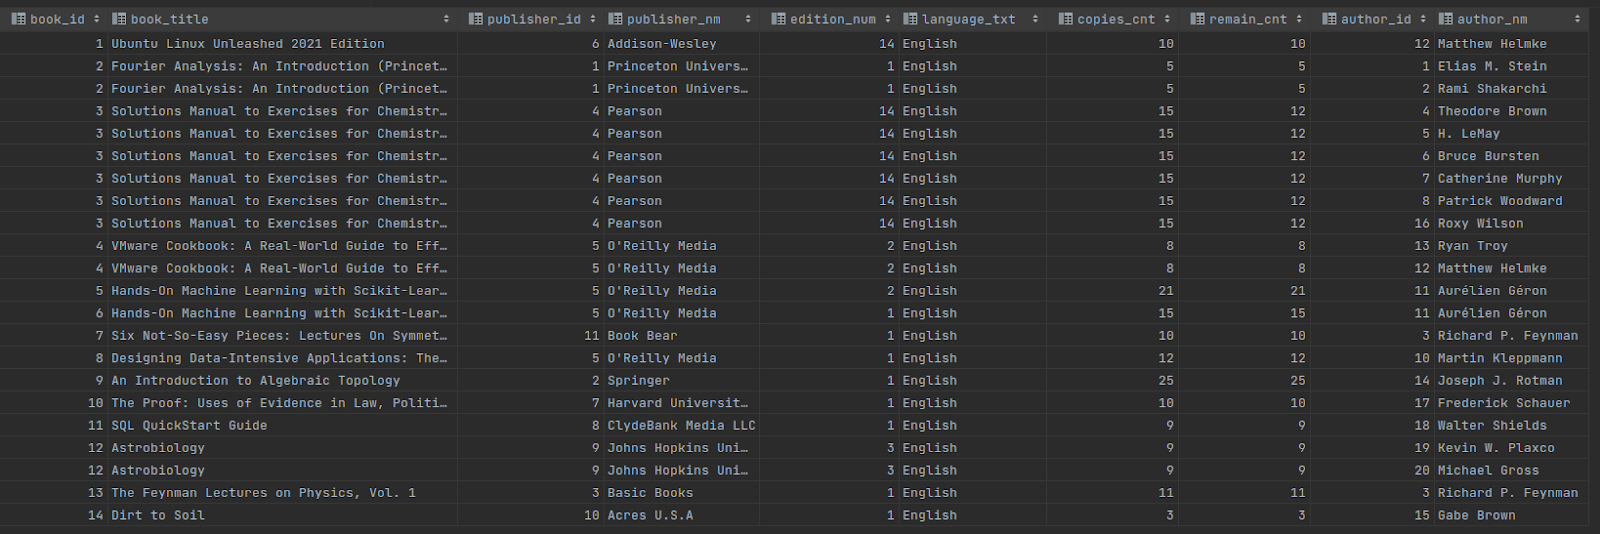 book_id book_title publisher_id publisher_nm edition_num language_txt copies_cnt remain_cnt author_id author_nm
1 Ubuntu Linux Unleashed 2021 Edition 6 Addison-Wesley 14 English 10 10 12 Matthew Helmke
2 Fourier Analysis: An Introduction (Princet… 1 Princeton Univers… 1 English 5 5 1 Elias M. Stein
2 Fourier Analysis: An Introduction (Princet… 1 Princeton Univers… 1 English 5 5 2 Rami Shakarchi
3 Solutions Manual to Exercises for Chemistr… 4 Pearson 14 English 15 12 4 Theodore Brown
3 Solutions Manual to Exercises for Chemistr… 4 Pearson 14 English 15 12 5 H. LeMay
3 Solutions Manual to Exercises for Chemistr… 4 Pearson 14 English 15 12 6 Bruce Bursten
3 Solutions Manual to Exercises for Chemistr… 4 Pearson 14 English 15 12 7 Catherine Murphy
3 Solutions Manual to Exercises for Chemistr… 4 Pearson 14 English 15 12 8 Patrick Woodward
3 Solutions Manual to Exercises for Chemistr… 4 Pearson 14 English 15 12 16 Roxy Wilson
4 VMware Cookbook: A Real-World Guide to Eff… 5 O'Reilly Media 2 English 8 8 13 Ryan Troy
4 VMware Cookbook: A Real-World Guide to Eff… 5 O'Reilly Media 2 English 8 8 12 Matthew Helmke
5 Hands-On Machine Learning with Scikit-Lear… 5 O'Reilly Media 2 English 21 21 11 Aurélien Géron
6 Hands-On Machine Learning with Scikit-Lear… 5 O'Reilly Media 1 English 15 15 11 Aurélien Géron
7 Six Not-So-Easy Pieces: Lectures On Symmet… 11 Book Bear 1 English 10 10 3 Richard P. Feynman
8 Designing Data-Intensive Applications: The… 5 O'Reilly Media 1 English 12 12 10 Martin Kleppmann
9 An Introduction to Algebraic Topology 2 Springer 1 English 25 25 14 Joseph J. Rotman
10 The Proof: Uses of Evidence in Law, Politi… 7 Harvard Universit… 1 English 10 10 17 Frederick Schauer
11 SQL QuickStart Guide 8 ClydeBank Media LLC 1 English 9 9 18 Walter Shields
12 Astrobiology 9 Johns Hopkins Uni… 3 English 9 9 19 Kevin W. Plaxco
12 Astrobiology 9 Johns Hopkins Uni… 3 English 9 9 20 Michael Gross
13 The Feynman Lectures on Physics, Vol. 1 3 Basic Books 1 English 11 11 3 Richard P. Feynman
14 Dirt to Soil 10 Acres U.S.A 1 English 3 3 15 Gabe Brown